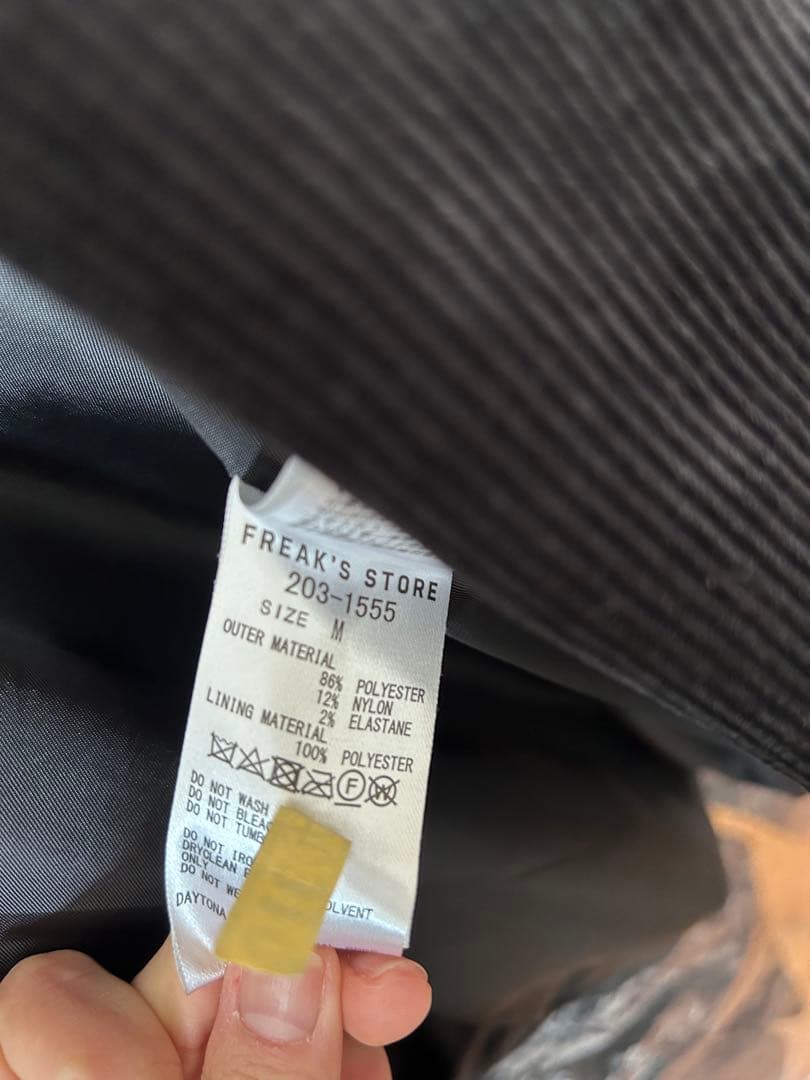 FREAK'S STORE
203-1555
SIZE M
OUTER MATERIAL
86% POLYESTER
12% NYLON
2% ELASTANE
LINING MATERIAL
100% POLYESTER
F W
DO NOT WASH
DO NOT BLEA
DO NOT TUMB
DO NOT IRO
DRYCLEAN
ONLY
DO NOT WE OLVENT
DAYTONA